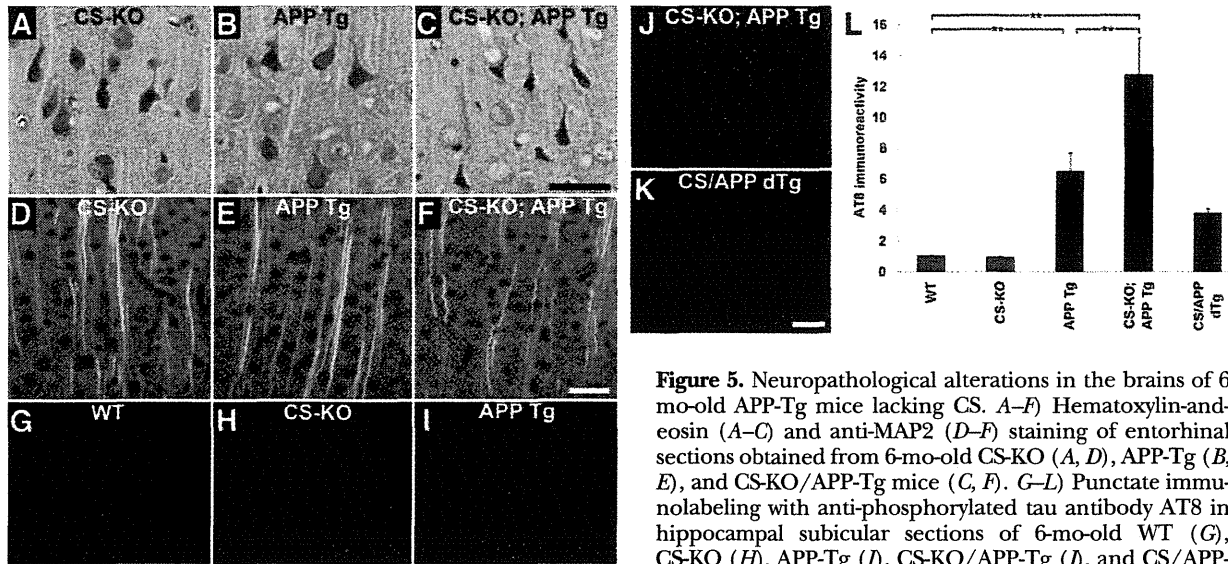 A CS-KO
B APP Tg
C CS-KO; APP Tg
D CS-KO
E APP Tg
F CS-KO; APP Tg
G WT
H CS-KO
I APP Tg
J CS-KO; APP Tg
K CS/APP dTg
L
AT8 immunoreactivity
16
14
12
10
8
6
4
2
0
**
**
**
WT
CS-KO
APP Tg
CS-KO;
APP Tg
CS/APP
dTg
Figure 5. Neuropathological alterations in the brains of 6
mo-old APP-Tg mice lacking CS. A–F) Hematoxylin-and-
eosin (A–C) and anti-MAP2 (D–F) staining of entorhinal
sections obtained from 6-mo-old CS-KO (A, D), APP-Tg (B,
E), and CS-KO/APP-Tg mice (C, F). G–L) Punctate immu-
nolabeling with anti-phosphorylated tau antibody AT8 in
hippocampal subicular sections of 6-mo-old WT (G),
CS-KO (H), APP-Tg (I), CS-KO/APP-Tg (J), and CS/APP-